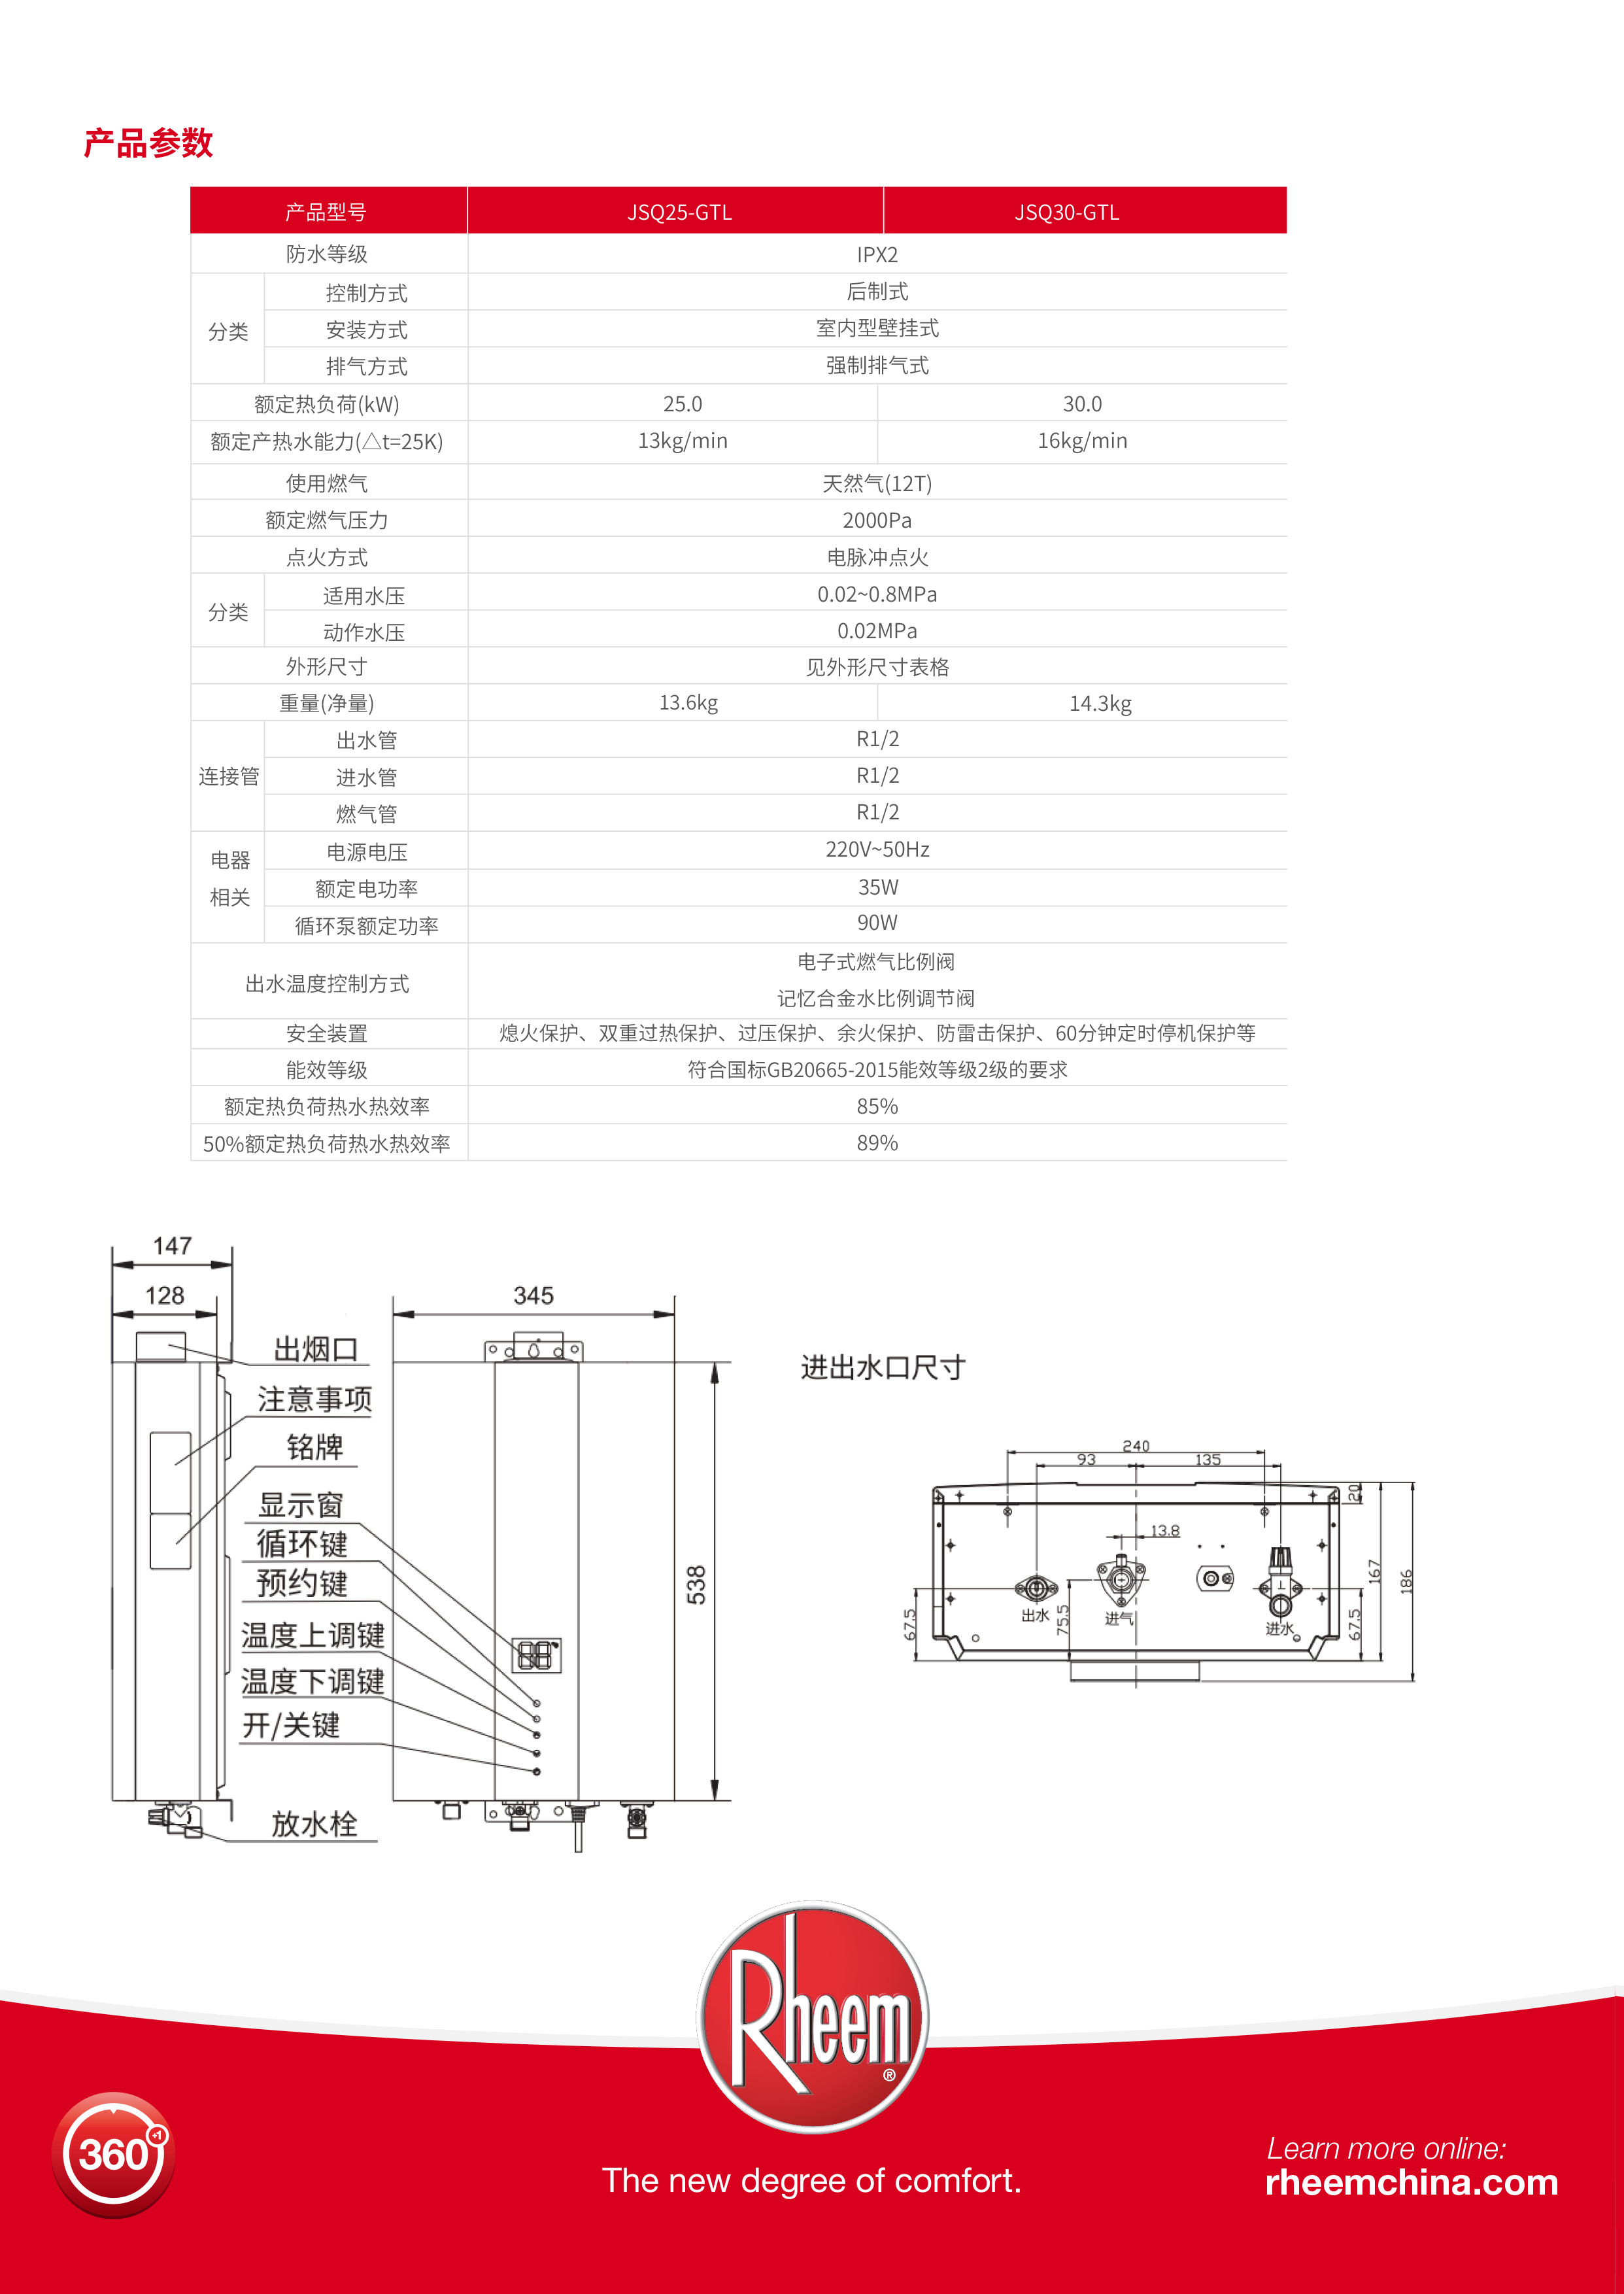 产品参数
产品型号 JSQ25-GTL JSQ30-GTL
防水等级 IPX2
分类
控制方式 后制式
安装方式 室内型壁挂式
排气方式 强制排气式
额定热负荷(kW) 25.0 30.0
额定产热水能力(△t=25K) 13kg/min 16kg/min
使用燃气 天然气(12T)
额定燃气压力 2000Pa
点火方式 电脉冲点火
分类
适用水压 0.02~0.8MPa
动作水压 0.02MPa
外形尺寸 见外形尺寸表格
重量(净量) 13.6kg 14.3kg
连接管
出水管 R1/2
进水管 R1/2
燃气管 R1/2
电器
相关
电源电压 220V~50Hz
额定电功率 35W
循环泵额定功率 90W
出水温度控制方式
电子式燃气比例阀
记忆合金水比例调节阀
安全装置 熄火保护、双重过热保护、过压保护、余火保护、防雷击保护、60分钟定时停机保护等
能效等级 符合国标GB20665-2015能效等级2级的要求
额定热负荷热水热效率 85%
50%额定热负荷热水热效率 89%
147
128
345
538
出烟口
注意事项
铭牌
显示窗
循环键
预约键
温度上调键
温度下调键
开/关键
放水栓
进出水口尺寸
240
93 135
20
13.8
167
186
67.5
75.5
67.5
出水
进气
进水
Rheem
®
360
+1
The new degree of comfort.
Learn more online:
rheemchina.com